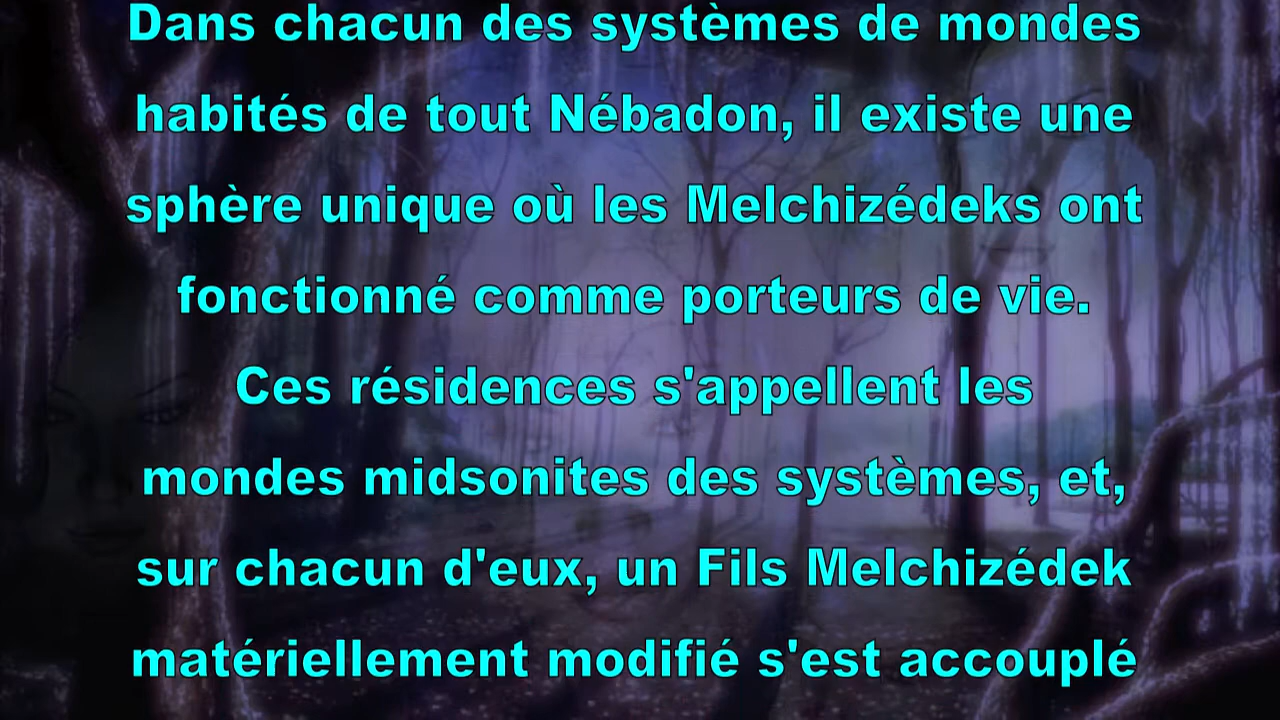 Dans chacun des systèmes de mondes
habités de tout Nébadon, il existe une
sphère unique où les Melchizédeks ont
fonctionné comme porteurs de vie.
Ces résidences s'appellent les
mondes midsonites des systèmes, et,
sur chacun d'eux, un Fils Melchizédek
matériellement modifié s'est accouplé